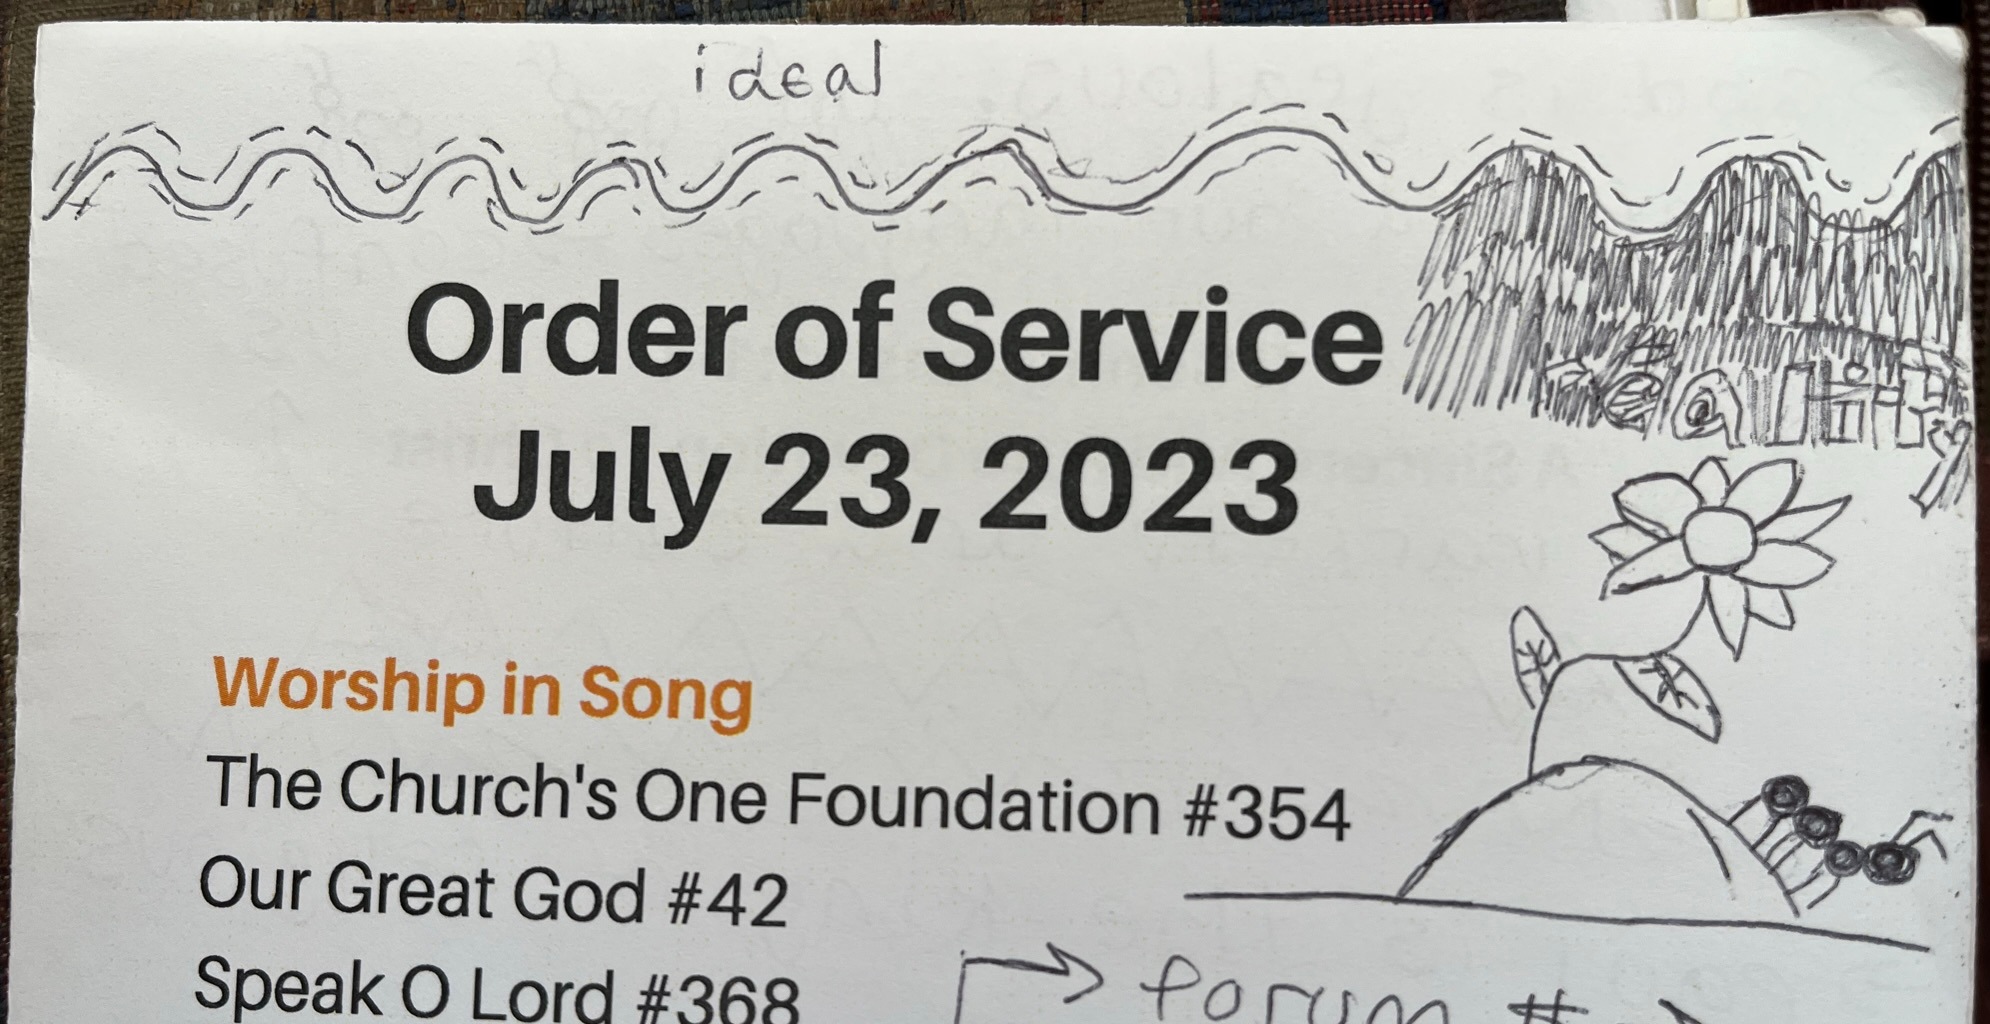 ideal
Order of Service
July 23, 2023
Worship in Song
The Church's One Foundation #354
Our Great God #42
Speak O Lord #368
forum #